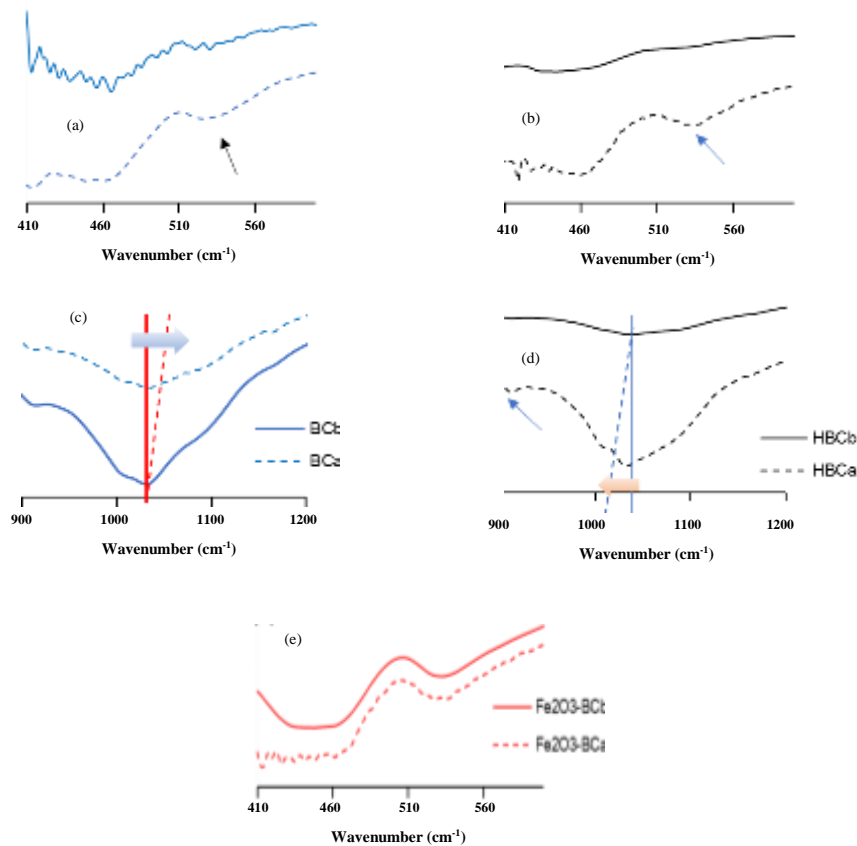 (a)
410 460 510 560
Wavenumber (cm-1)
(b)
410 460 510 560
Wavenumber (cm-1)
(c)
BCb
BCa
900 1000 1100 1200
Wavenumber (cm-1)
(d)
HBCb
HBCa
900 1000 1100 1200
Wavenumber (cm-1)
(e)
Fe2O3-BCb
Fe2O3-BCa
410 460 510 560
Wavenumber (cm-1)